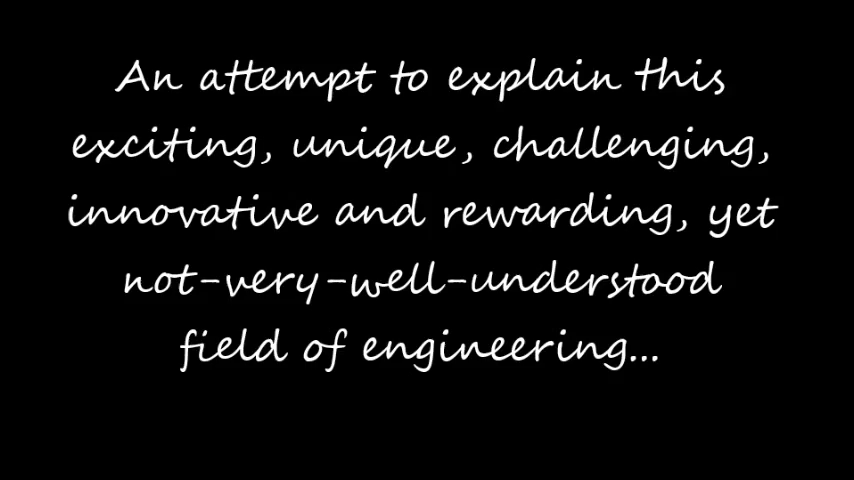 An attempt to explain this
exciting, unique, challenging,
innovative and rewarding, yet
not-very-well-understood
field of engineering...